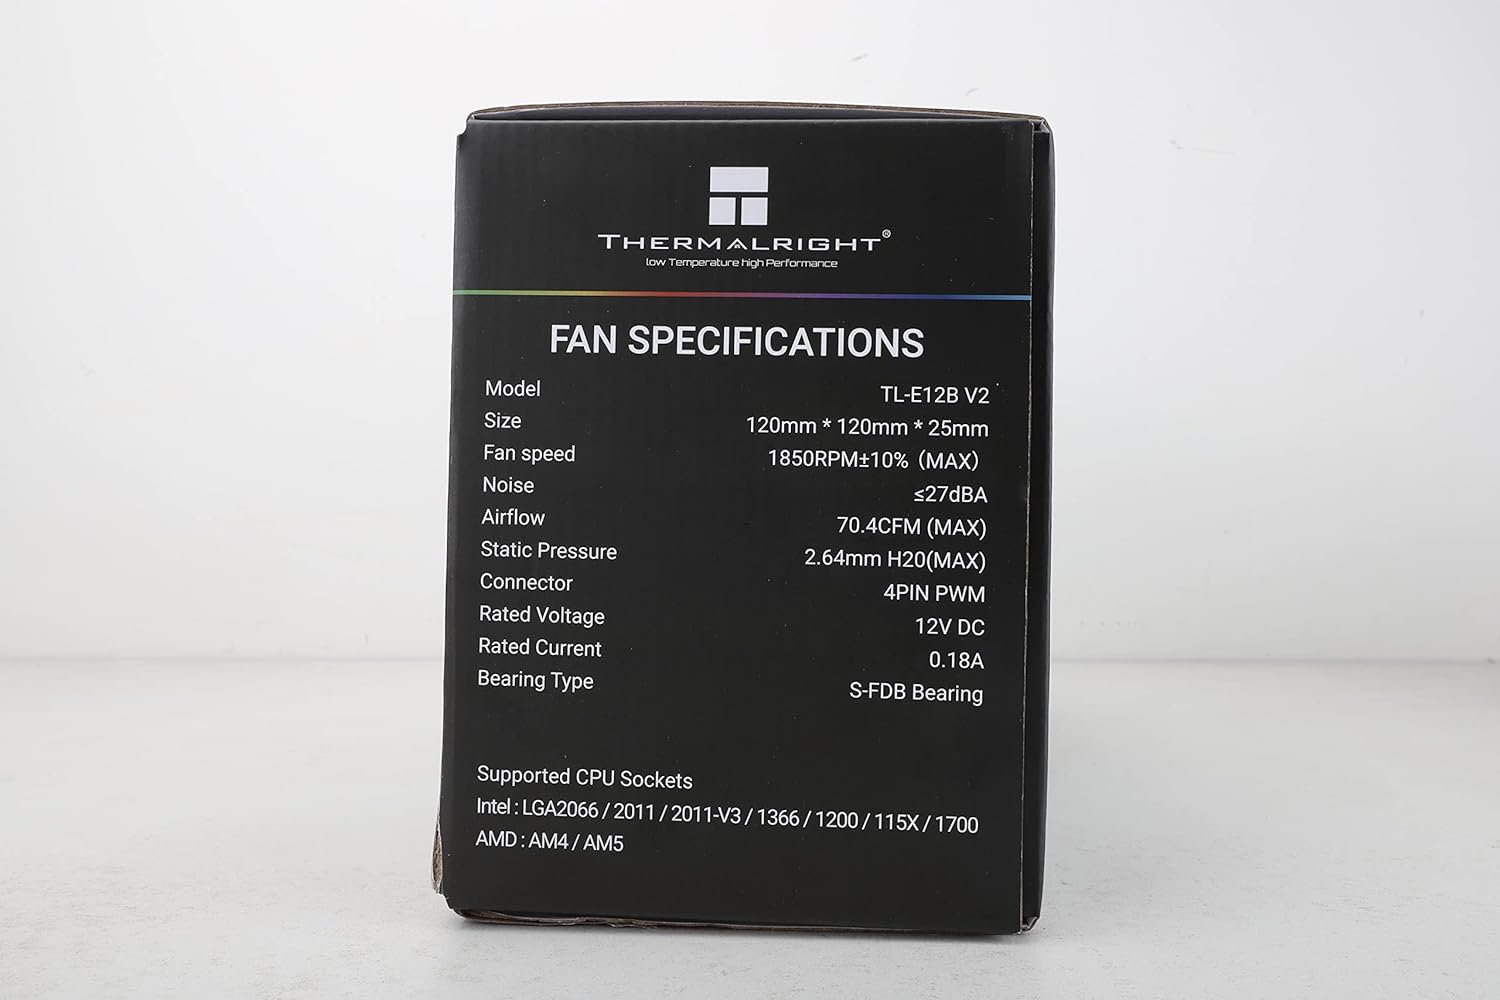 THERMALRIGHT®
low Temperature high Performance
FAN SPECIFICATIONS
Model TL-E12B V2
Size 120mm * 120mm * 25mm
Fan speed 1850RPM±10% (MAX)
Noise ≤27dBA
Airflow 70.4CFM (MAX)
Static Pressure 2.64mm H20(MAX)
Connector 4PIN PWM
Rated Voltage 12V DC
Rated Current 0.18A
Bearing Type S-FDB Bearing
Supported CPU Sockets
Intel : LGA2066 / 2011 / 2011-V3 / 1366 / 1200 / 115X / 1700
AMD : AM4 / AM5